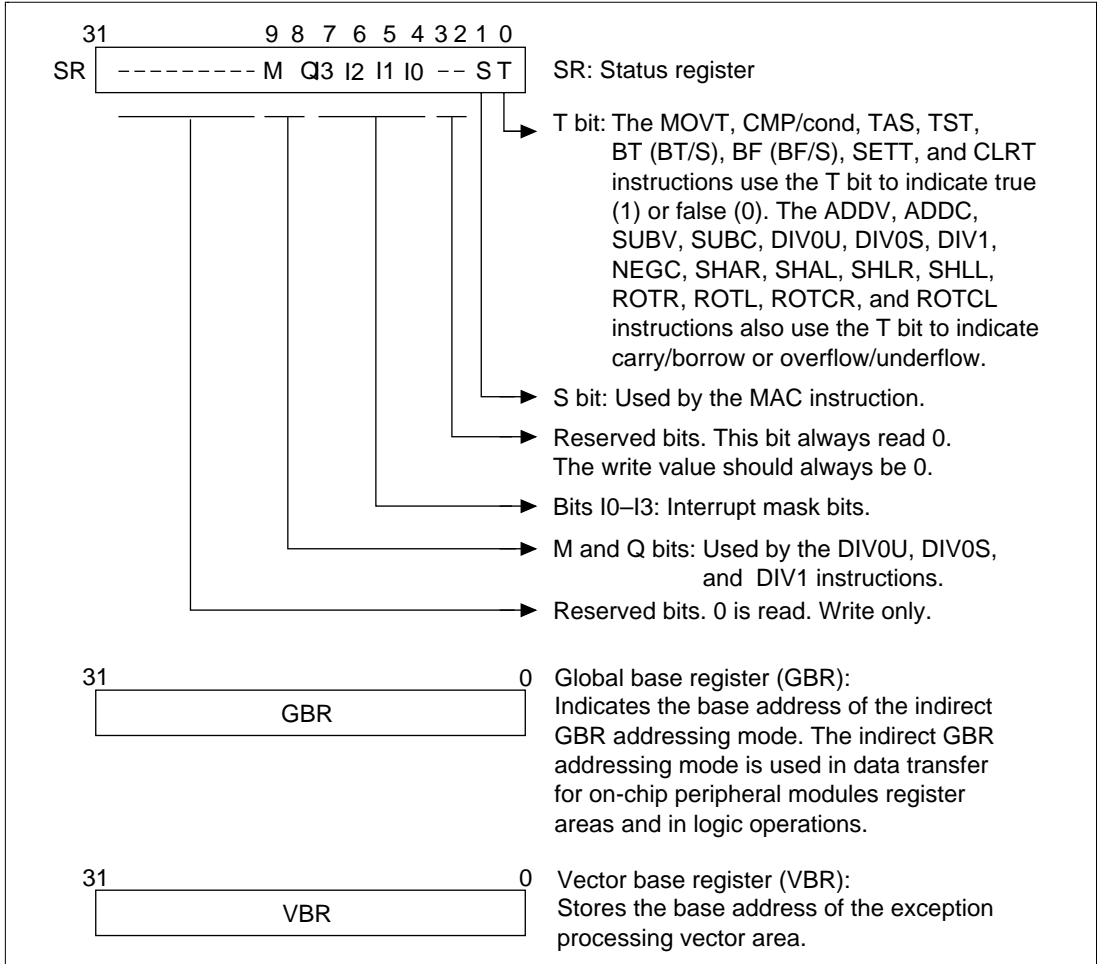 31 9 8 7 6 5 4 3 2 1 0
SR --------- M Q I3 I2 I1 I0 -- S T SR: Status register
T bit: The MOVT, CMP/cond, TAS, TST,
BT (BT/S), BF (BF/S), SETT, and CLRT
instructions use the T bit to indicate true
(1) or false (0). The ADDV, ADDC,
SUBV, SUBC, DIV0U, DIV0S, DIV1,
NEGC, SHAR, SHAL, SHLR, SHLL,
ROTR, ROTL, ROTCR, and ROTCL
instructions also use the T bit to indicate
carry/borrow or overflow/underflow.
S bit: Used by the MAC instruction.
Reserved bits. This bit always read 0.
The write value should always be 0.
Bits I0–I3: Interrupt mask bits.
M and Q bits: Used by the DIV0U, DIV0S,
and DIV1 instructions.
Reserved bits. 0 is read. Write only.
31 0 Global base register (GBR):
GBR
Indicates the base address of the indirect
GBR addressing mode. The indirect GBR
addressing mode is used in data transfer
for on-chip peripheral modules register
areas and in logic operations.
31 0 Vector base register (VBR):
VBR
Stores the base address of the exception
processing vector area.